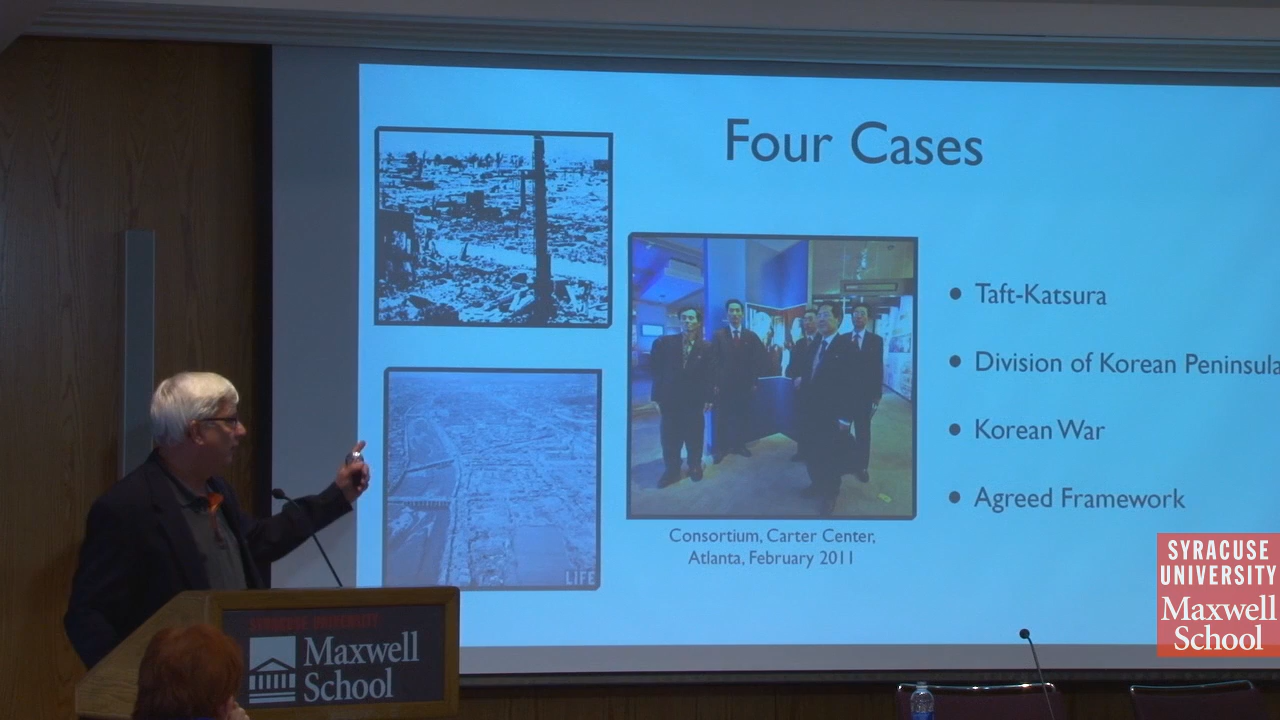 Four Cases
Taft-Katsura
Division of Korean Peninsula
Korean War
Agreed Framework
Consortium, Carter Center,
Atlanta, February 2011
LIFE
SYRACUSE UNIVERSITY
Maxwell
School
SYRACUSE
UNIVERSITY
Maxwell
School